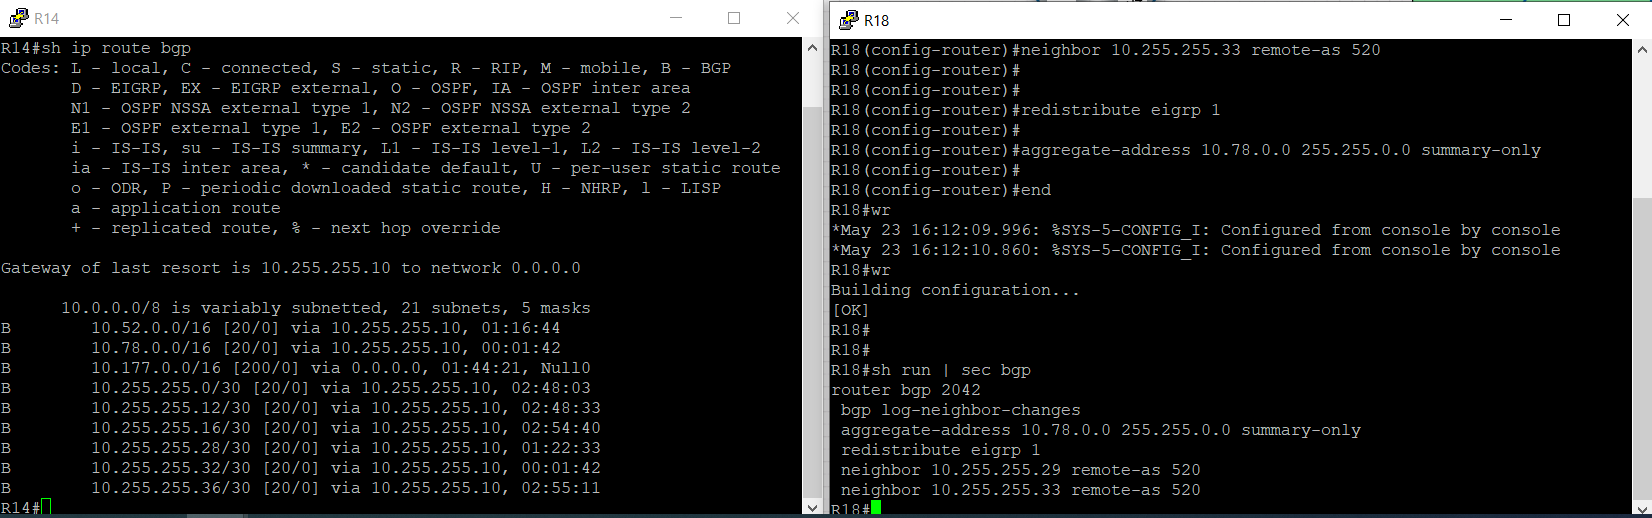 R14
R14#sh ip route bgp
Codes: L - local, C - connected, S - static, R - RIP, M - mobile, B - BGP
       D - EIGRP, EX - EIGRP external, O - OSPF, IA - OSPF inter area
       N1 - OSPF NSSA external type 1, N2 - OSPF NSSA external type 2
       E1 - OSPF external type 1, E2 - OSPF external type 2
       i - IS-IS, su - IS-IS summary, L1 - IS-IS level-1, L2 - IS-IS level-2
       ia - IS-IS inter area, * - candidate default, U - per-user static route
       o - ODR, P - periodic downloaded static route, H - NHRP, l - LISP
       a - application route
       + - replicated route, % - next hop override
Gateway of last resort is 10.255.255.10 to network 0.0.0.0
      10.0.0.0/8 is variably subnetted, 21 subnets, 5 masks
B        10.52.0.0/16 [20/0] via 10.255.255.10, 01:16:44
B        10.78.0.0/16 [20/0] via 10.255.255.10, 00:01:42
B        10.177.0.0/16 [200/0] via 0.0.0.0, 01:44:21, Null0
B        10.255.255.0/30 [20/0] via 10.255.255.10, 02:48:03
B        10.255.255.12/30 [20/0] via 10.255.255.10, 02:48:33
B        10.255.255.16/30 [20/0] via 10.255.255.10, 02:54:40
B        10.255.255.28/30 [20/0] via 10.255.255.10, 01:22:33
B        10.255.255.32/30 [20/0] via 10.255.255.10, 00:01:42
B        10.255.255.36/30 [20/0] via 10.255.255.10, 02:55:11
R14#
R18
R18(config-router)#neighbor 10.255.255.33 remote-as 520
R18(config-router)#
R18(config-router)#
R18(config-router)#redistribute eigrp 1
R18(config-router)#
R18(config-router)#aggregate-address 10.78.0.0 255.255.0.0 summary-only
R18(config-router)#
R18(config-router)#end
R18#wr
*May 23 16:12:09.996: %SYS-5-CONFIG_I: Configured from console by console
*May 23 16:12:10.860: %SYS-5-CONFIG_I: Configured from console by console
R18#wr
Building configuration...
[OK]
R18#
R18#
R18#sh run | sec bgp
router bgp 2042
 bgp log-neighbor-changes
 aggregate-address 10.78.0.0 255.255.0.0 summary-only
 redistribute eigrp 1
 neighbor 10.255.255.29 remote-as 520
 neighbor 10.255.255.33 remote-as 520
R18#